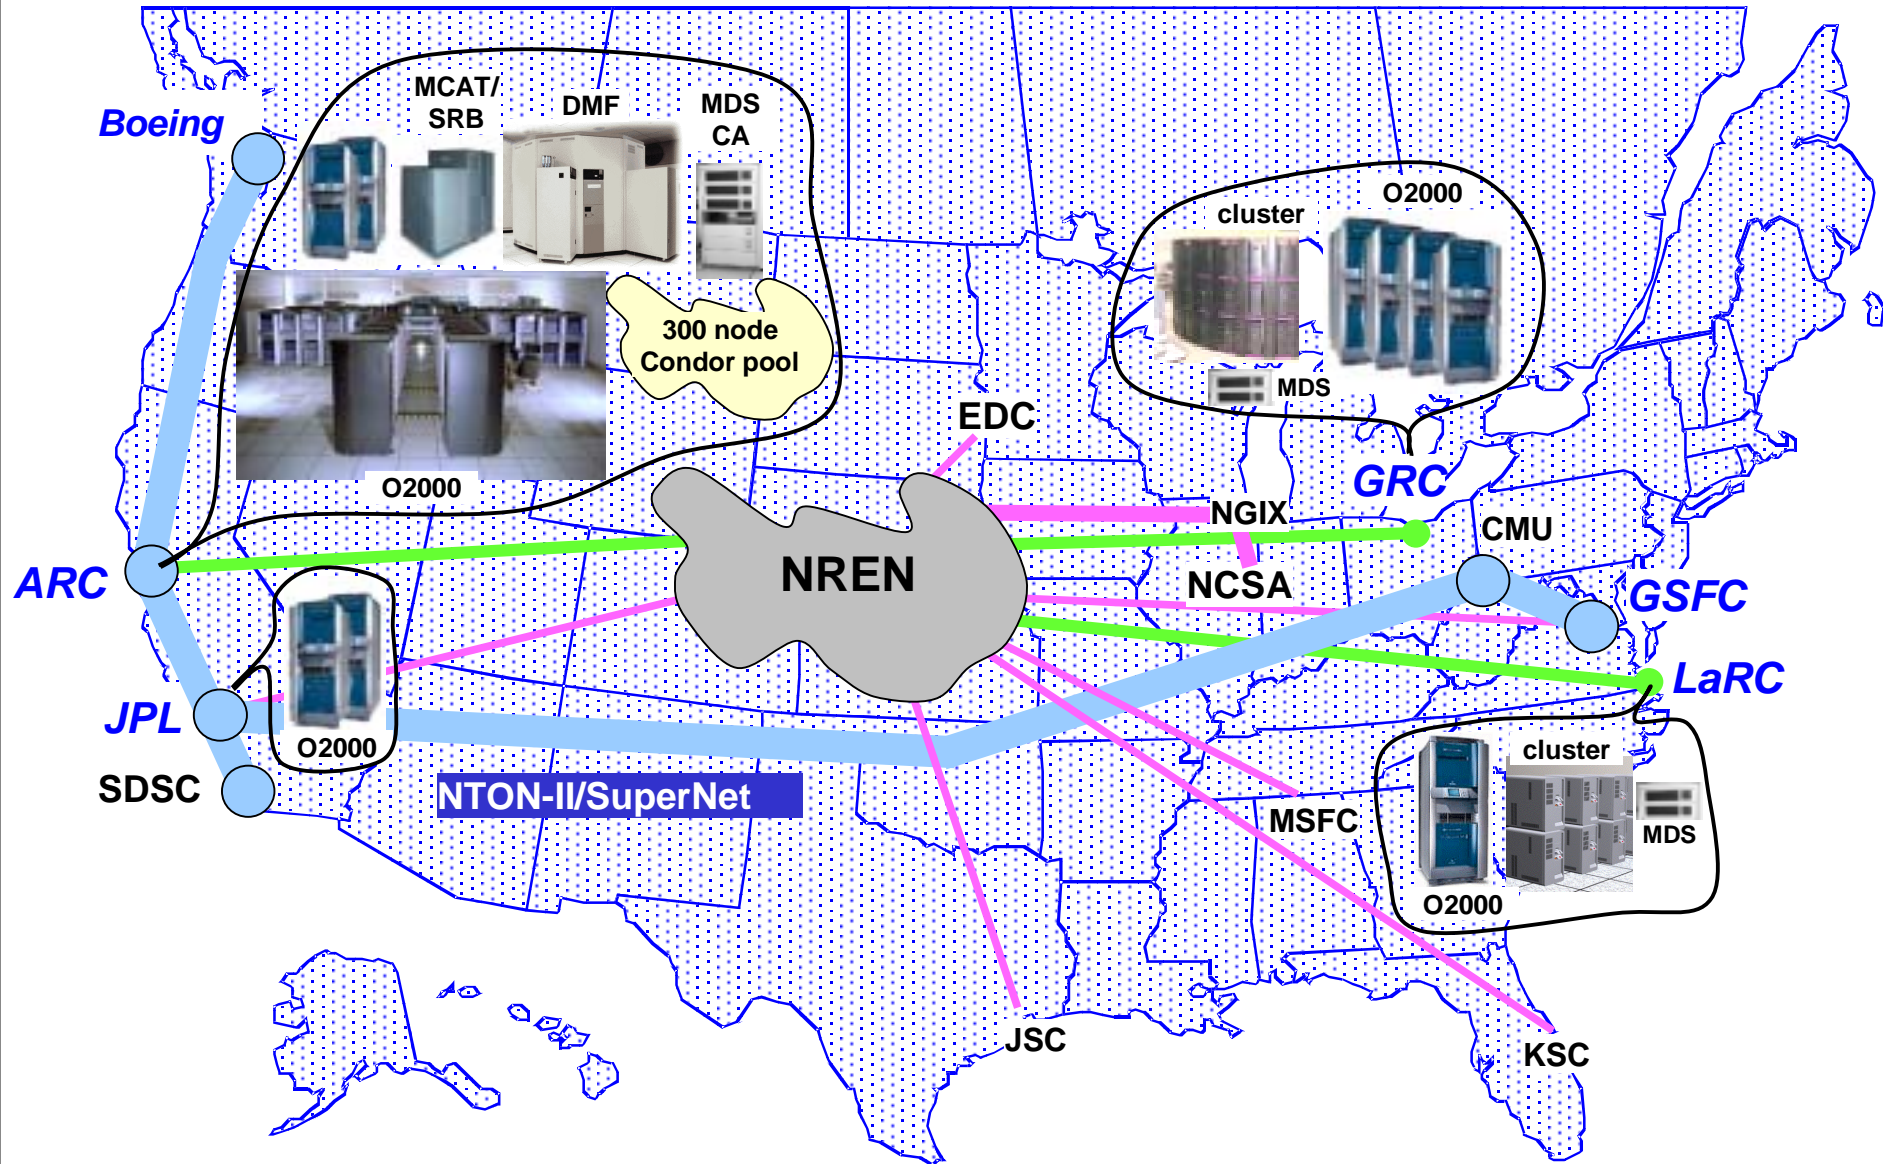 MCAT/
SRB
DMF
MDS
CA
Boeing
O2000
cluster
300 node
Condor pool
MDS
EDC
O2000
GRC
NGIX
CMU
NREN
ARC
NCSA
GSFC
LaRC
JPL
O2000
cluster
SDSC
NTON-II/SuperNet
MSFC
MDS
O2000
JSC
KSC